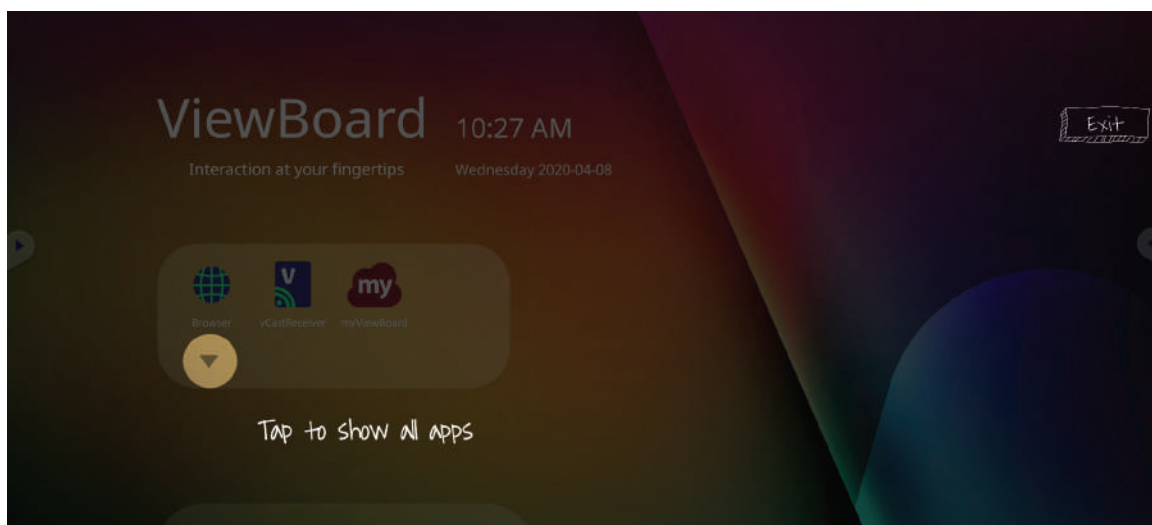 ViewBoard 10:27 AM
Exit
Interaction at your fingertips Wednesday 2020-04-08
V my
Browser vCastReceiver myViewBoard
Tap to show all apps